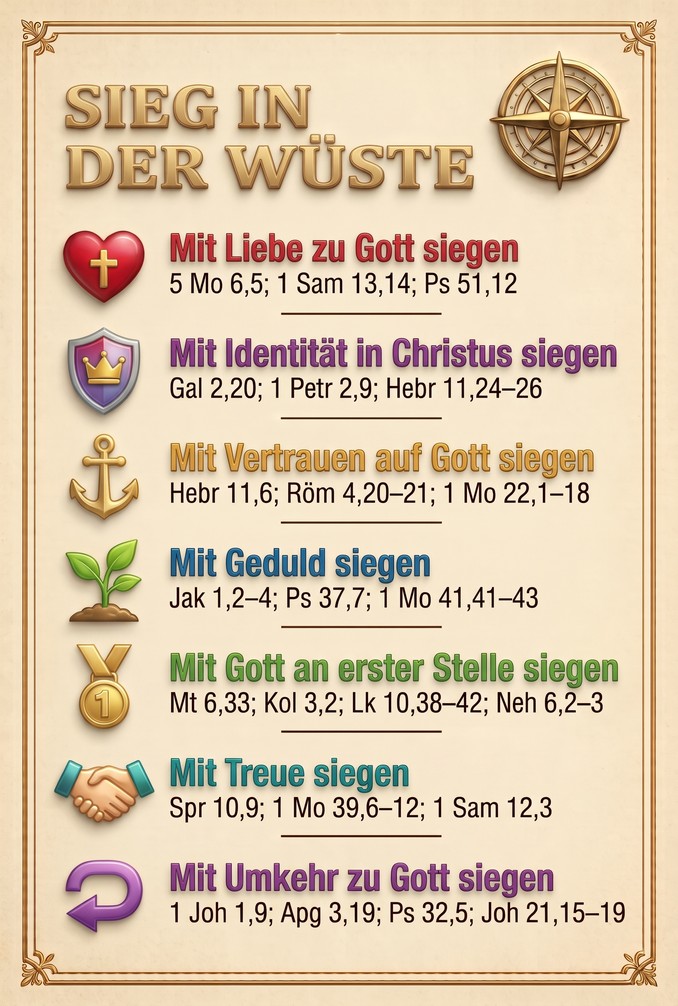 SIEG IN
DER WÜSTE
Mit Liebe zu Gott siegen
5 Mo 6,5; 1 Sam 13,14; Ps 51,12
Mit Identität in Christus siegen
Gal 2,20; 1 Petr 2,9; Hebr 11,24–26
Mit Vertrauen auf Gott siegen
Hebr 11,6; Röm 4,20–21; 1 Mo 22,1–18
Mit Geduld siegen
Jak 1,2–4; Ps 37,7; 1 Mo 41,41–43
1
Mit Gott an erster Stelle siegen
Mt 6,33; Kol 3,2; Lk 10,38–42; Neh 6,2–3
Mit Treue siegen
Spr 10,9; 1 Mo 39,6–12; 1 Sam 12,3
Mit Umkehr zu Gott siegen
1 Joh 1,9; Apg 3,19; Ps 32,5; Joh 21,15–19